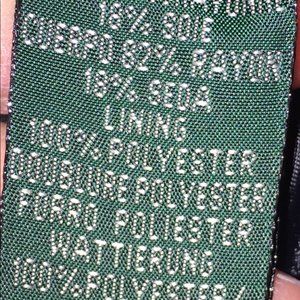 18% SOIE
CUERPO 82% RAYON
18% SEDA
LINING
100% POLYESTER
DOUBLURE POLYESTER
FORRO POLIESTER
WATTIERUNG
100% POLYESTER